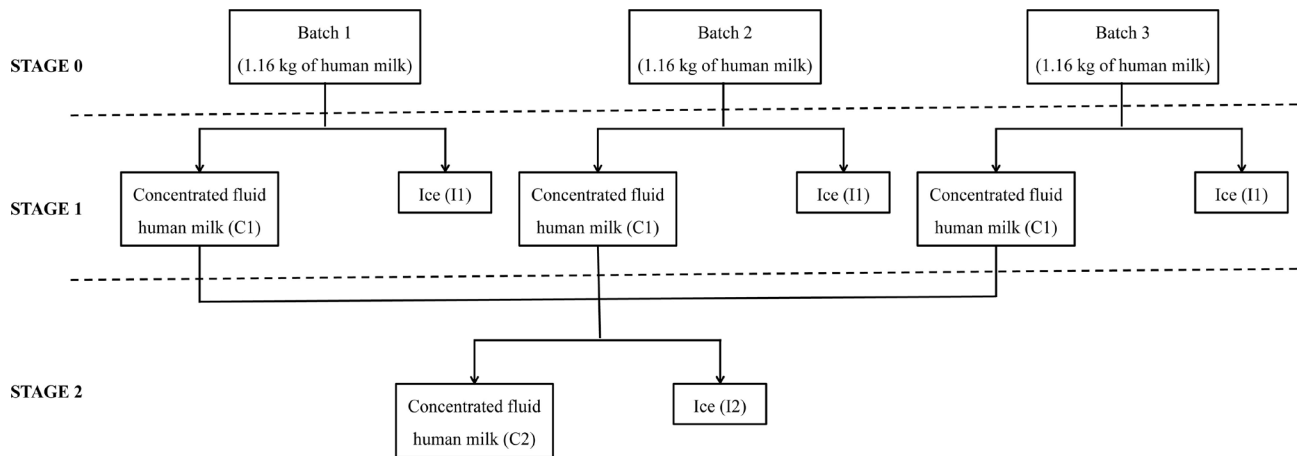 STAGE 0
Batch 1
(1.16 kg of human milk)
Batch 2
(1.16 kg of human milk)
Batch 3
(1.16 kg of human milk)
STAGE 1
Concentrated fluid
human milk (C1)
Ice (I1)
Concentrated fluid
human milk (C1)
Ice (I1)
Concentrated fluid
human milk (C1)
Ice (I1)
STAGE 2
Concentrated fluid
human milk (C2)
Ice (I2)